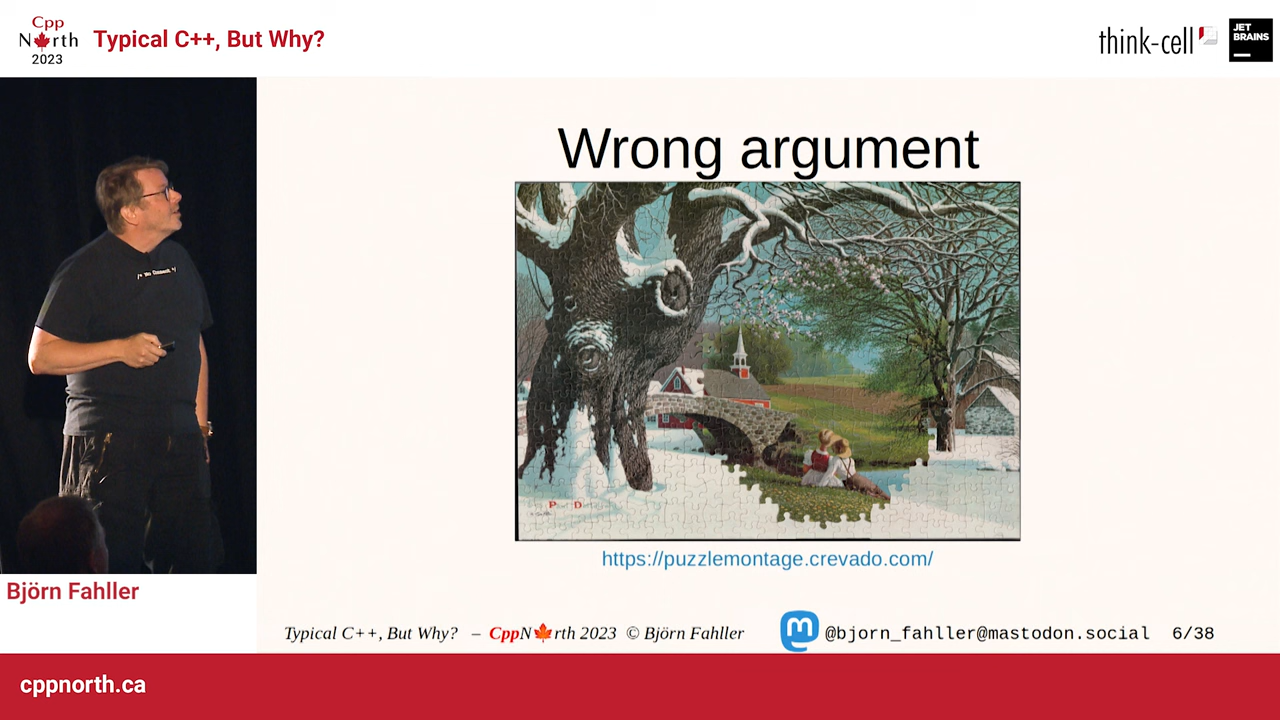 Cpp
North
2023
Typical C++, But Why?
think-cell
JET
BRAINS
Wrong argument
P D
https://puzzlemontage.crevado.com/
Björn Fahller
Typical C++, But Why? – CppN🍁rth 2023 © Björn Fahller
@bjorn_fahller@mastodon.social 6/38
cppnorth.ca